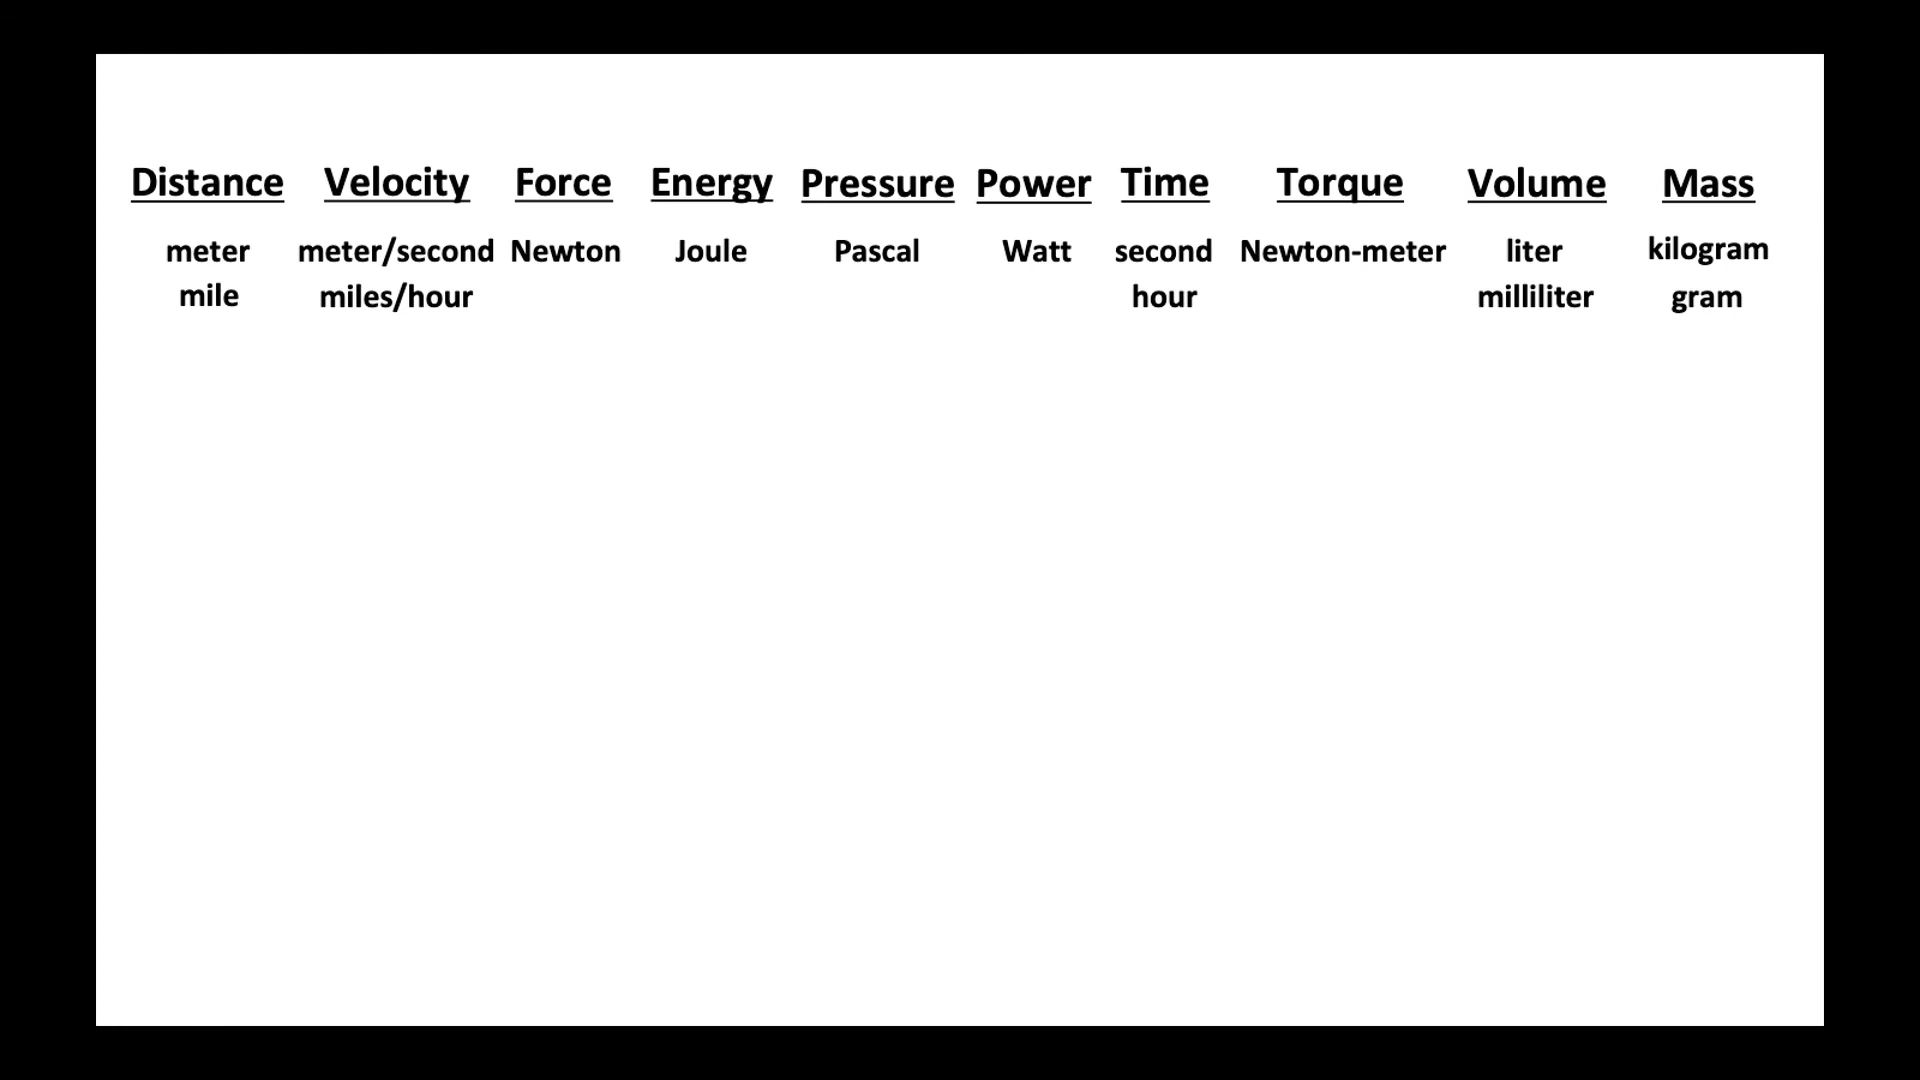 Distance Velocity Force Energy Pressure Power Time Torque Volume Mass
meter meter/second Newton Joule Pascal Watt second Newton-meter liter kilogram
mile miles/hour hour milliliter gram